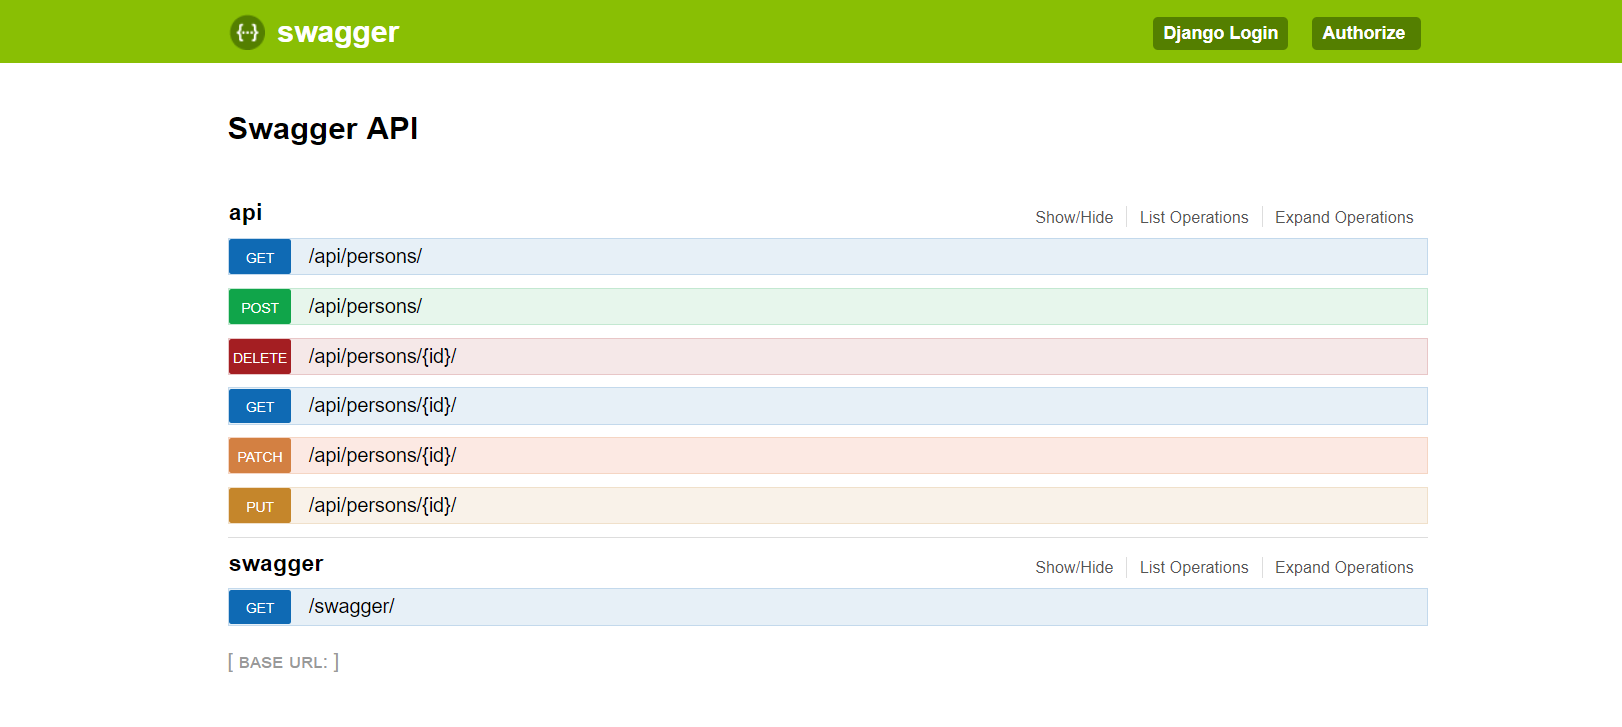 {···} swagger Django Login Authorize
Swagger API
api Show/Hide List Operations Expand Operations
GET /api/persons/
POST /api/persons/
DELETE /api/persons/{id}/
GET /api/persons/{id}/
PATCH /api/persons/{id}/
PUT /api/persons/{id}/
swagger Show/Hide List Operations Expand Operations
GET /swagger/
[ BASE URL: ]